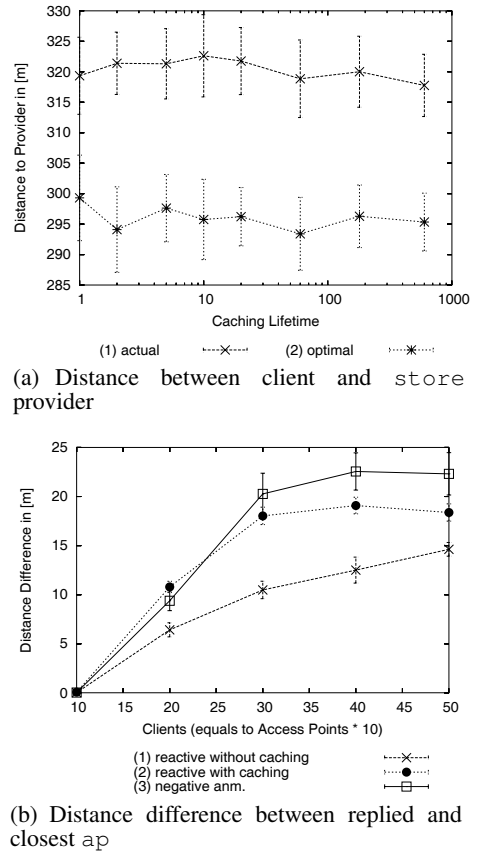 330
325
320
315
310
305
300
295
290
285
Distance to Provider in [m]
1 10 100 1000
Caching Lifetime
(1) actual (2) optimal
(a) Distance between client and store
provider
25
20
15
10
5
0
Distance Difference in [m]
10 15 20 25 30 35 40 45 50
Clients (equals to Access Points * 10)
(1) reactive without caching
(2) reactive with caching
(3) negative anm.
(b) Distance difference between replied and
closest ap